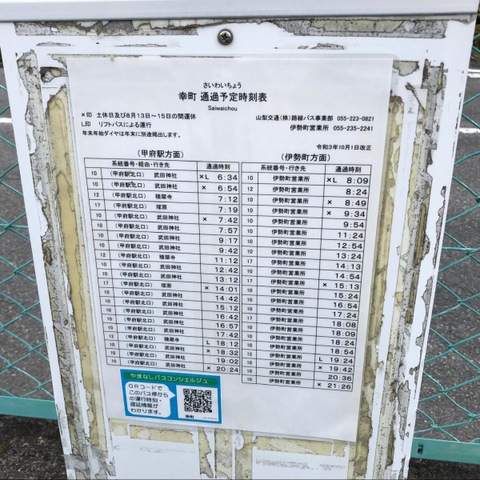 さいわいちょう
幸町 通過予定時刻表
Saiwaichou
×印 土休日及び8月13日～15日の間運休
L印 リフトバスによる運行
年末年始ダイヤは年末に別途掲出します。
山梨交通(株)路線バス事業部 055-223-0821
伊勢町営業所 055-235-2241
令和3年10月1日改正
(甲府駅方面)
系統番号・経由・行き先 通過時刻
10 (甲府駅北口) 武田神社 ×L 6:34
10 (甲府駅北口) 武田神社 × 6:54
12 (甲府駅北口) 積翠寺 × 7:12
17 (甲府駅北口) 塚原 7:19
10 (甲府駅北口) 武田神社 × 7:42
10 (甲府駅北口) 武田神社 7:57
10 (甲府駅北口) 武田神社 9:17
10 (甲府駅北口) 武田神社 9:42
12 (甲府駅北口) 積翠寺 11:12
10 (甲府駅北口) 武田神社 12:42
10 (甲府駅北口) 武田神社 13:12
17 (甲府駅北口) 塚原 × 14:01
10 (甲府駅北口) 武田神社 14:42
10 (甲府駅北口) 武田神社 15:12
10 (甲府駅北口) 武田神社 16:42
10 (甲府駅北口) 武田神社 16:57
10 (甲府駅北口) 武田神社 17:42
12 (甲府駅北口) 積翠寺 L 18:12
10 (甲府駅北口) 武田神社 × 18:32
10 (甲府駅北口) 武田神社 19:02
10 (甲府駅北口) 武田神社 × 20:24
(伊勢町方面)
系統番号・行き先 通過時刻
10 伊勢町営業所 ×L 8:09
12 伊勢町営業所 8:24
10 伊勢町営業所 × 8:49
10 伊勢町営業所 × 9:34
10 伊勢町営業所 9:54
伊勢町営業所 11:24
伊勢町営業所 12:54
伊勢町営業所 13:24
伊勢町営業所 14:13
伊勢町営業所 14:54
伊勢町営業所 × 15:13
伊勢町営業所 15:24
伊勢町営業所 16:54
伊勢町営業所 17:24
伊勢町営業所 18:08
伊勢町営業所 18:09
伊勢町営業所 18:24
伊勢町営業所 18:54
伊勢町営業所 L 19:24
伊勢町営業所 × 19:42
伊勢町営業所 20:36
伊勢町営業所 × 21:26
やまなしバスコンシェルジュ
QRコードで
このバス停から
の運行時刻・
遅延情報が
わかります。
幸町